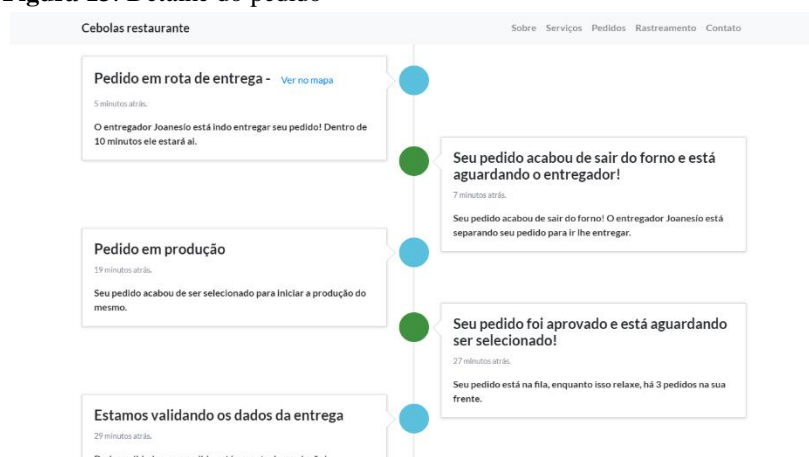 Figura 13: Detalhe do pedido
Cebolas restaurante
Sobre Serviços Pedidos Rastreamento Contato
Pedido em rota de entrega - Ver no mapa
5 minutos atrás.
O entregador Joanesío está indo entregar seu pedido! Dentro de
10 minutos ele estará ai.
Seu pedido acabou de sair do forno e está
aguardando o entregador!
7 minutos atrás.
Seu pedido acabou de sair do forno! O entregador Joanesío está
separando seu pedido para ir lhe entregar.
Pedido em produção
19 minutos atrás.
Seu pedido acabou de ser selecionado para iniciar a produção do
mesmo.
Seu pedido foi aprovado e está aguardando
ser selecionado!
27 minutos atrás.
Seu pedido está na fila, enquanto isso relaxe, há 3 pedidos na sua
frente.
Estamos validando os dados da entrega
29 minutos atrás.